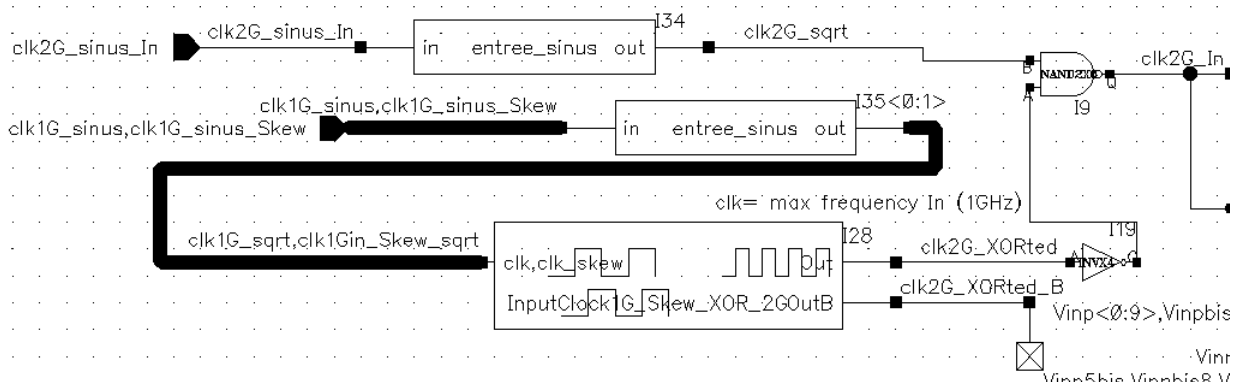 clk2G_sinus_In
clk2G_sinus_In
in entree_sinus out
I34
clk2G_sqrt
B
A
Q
I9
clk2G_In
clk1G_sinus,clk1G_sinus_Skew
clk1G_sinus,clk1G_sinus_Skew
in entree_sinus out
I35<0:1>
clk= max frequency In (1GHz)
clk1G_sqrt,clk1Gin_Skew_sqrt
clk,clk_skew
Out
InputClock1G_Skew_XOR_2GOutB
I28
clk2G_XORted
A
INVX4
Q
I19
clk2G_XORted_B
Vinp<0:9>,Vinpbis